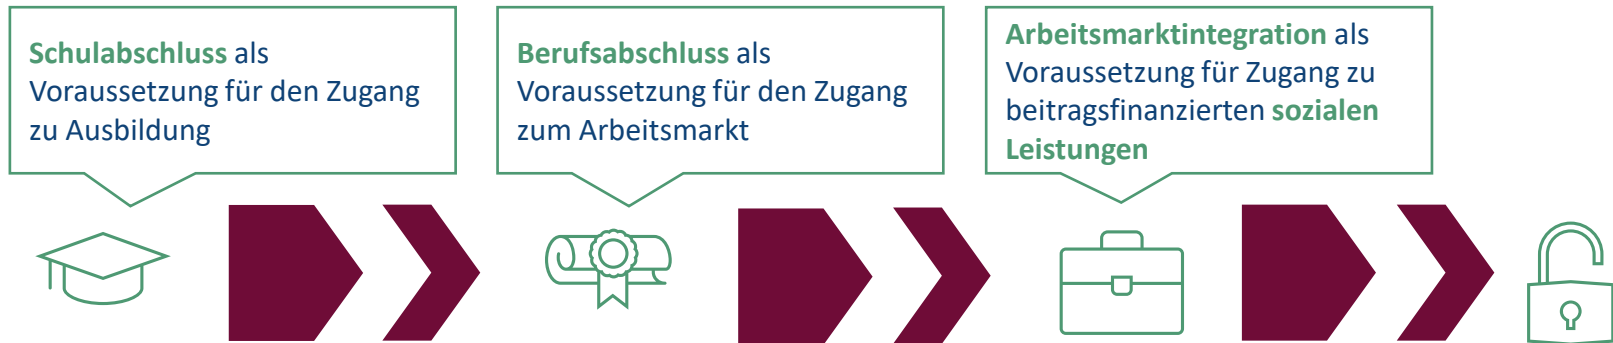 Schulabschluss als
Voraussetzung für den Zugang
zu Ausbildung
Berufsabschluss als
Voraussetzung für den Zugang
zum Arbeitsmarkt
Arbeitsmarktintegration als
Voraussetzung für Zugang zu
beitragsfinanzierten sozialen
Leistungen